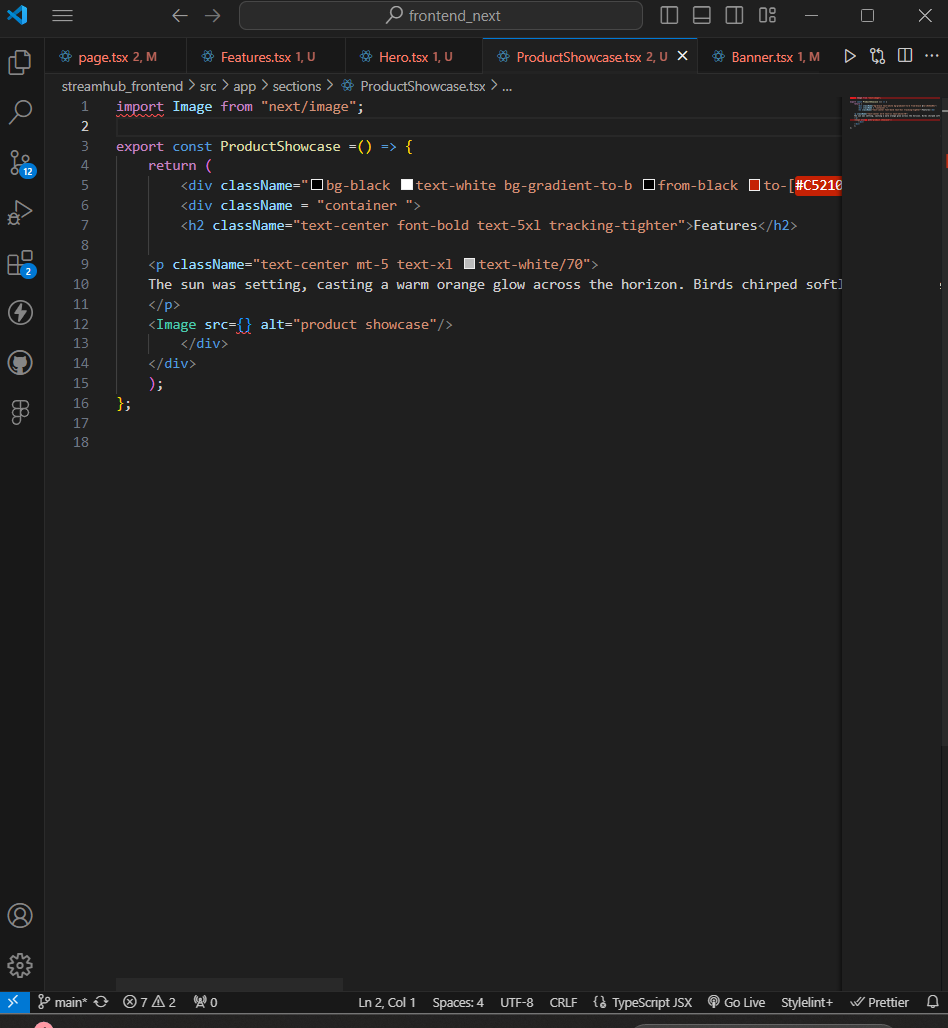 frontend_next
page.tsx 2, M
Features.tsx 1, U
Hero.tsx 1, U
ProductShowcase.tsx 2, U
Banner.tsx 1, M
streamhub_frontend > src > app > sections > ProductShowcase.tsx > ...
1 import Image from "next/image";
2
3 export const ProductShowcase =() => {
4 return (
5 <div className="bg-black text-white bg-gradient-to-b from-black to-[#C5210
6 <div className = "container ">
7 <h2 className="text-center font-bold text-5xl tracking-tighter">Features</h2>
8
9 <p className="text-center mt-5 text-xl text-white/70">
10 The sun was setting, casting a warm orange glow across the horizon. Birds chirped softl
11 </p>
12 <Image src={} alt="product showcase"/>
13 </div>
14 </div>
15 );
16 };
17
18
12
2
main* 7 2 0 Ln 2, Col 1 Spaces: 4 UTF-8 CRLF TypeScript JSX Go Live Stylelint+ Prettier